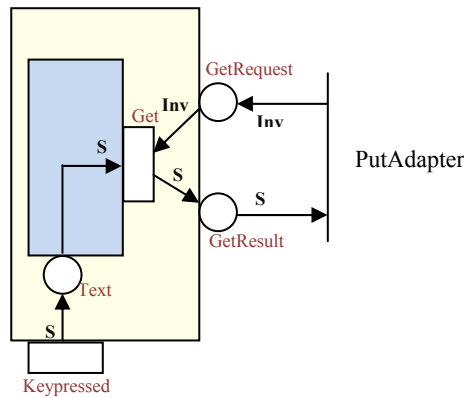 GetRequest
Inv
Get
Inv
S
PutAdapter
S
S
GetResult
Text
S
Keypressed